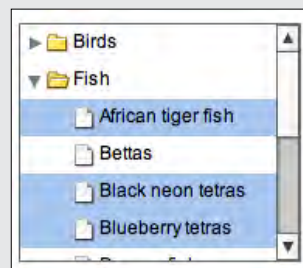 Birds
Fish
African tiger fish
Bettas
Black neon tetras
Blueberry tetras